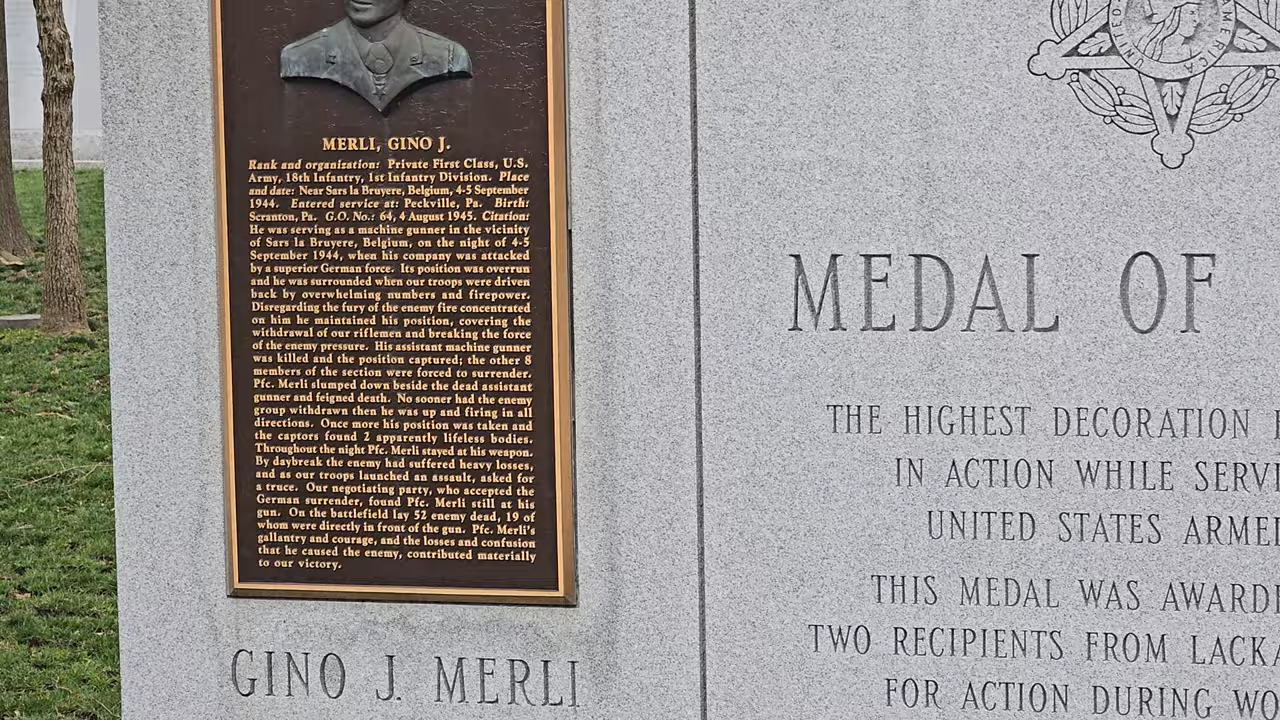 MERLI, GINO J.
Rank and organization: Private First Class, U.S.
Army, 18th Infantry, 1st Infantry Division. Place
and date: Near Sars la Bruyere, Belgium, 4-5 September
1944. Entered service at: Peckville, Pa. Birth:
Scranton, Pa. G.O. No.: 64, 4 August 1945. Citation:
He was serving as a machine gunner in the vicinity
of Sars la Bruyere, Belgium, on the night of 4-5
September 1944, when his company was attacked
by a superior German force. Its position was overrun
and he was surrounded when our troops were driven
back by overwhelming numbers and firepower.
Disregarding the fury of the enemy fire concentrated
on him he maintained his position, covering the
withdrawal of our riflemen and breaking the force
of the enemy pressure. His assistant machine gunner
was killed and the position captured; the other 8
members of the section were forced to surrender.
Pfc. Merli slumped down beside the dead assistant
gunner and feigned death. No sooner had the enemy
group withdrawn then he was up and firing in all
directions. Once more his position was taken and
the captors found 2 apparently lifeless bodies.
Throughout the night Pfc. Merli stayed at his weapon.
By daybreak the enemy had suffered heavy losses,
and as our troops launched an assault, asked for
a truce. Our negotiating party, who accepted the
German surrender, found Pfc. Merli still at his
gun. On the battlefield lay 52 enemy dead, 19 of
whom were directly in front of the gun. Pfc. Merli's
gallantry and courage, and the losses and confusion
that he caused the enemy, contributed materially
to our victory.
GINO J. MERLI
MEDAL OF
THE HIGHEST DECORATION
IN ACTION WHILE SERVI
UNITED STATES ARME
THIS MEDAL WAS AWARD
TWO RECIPIENTS FROM LACKA
FOR ACTION DURING WO